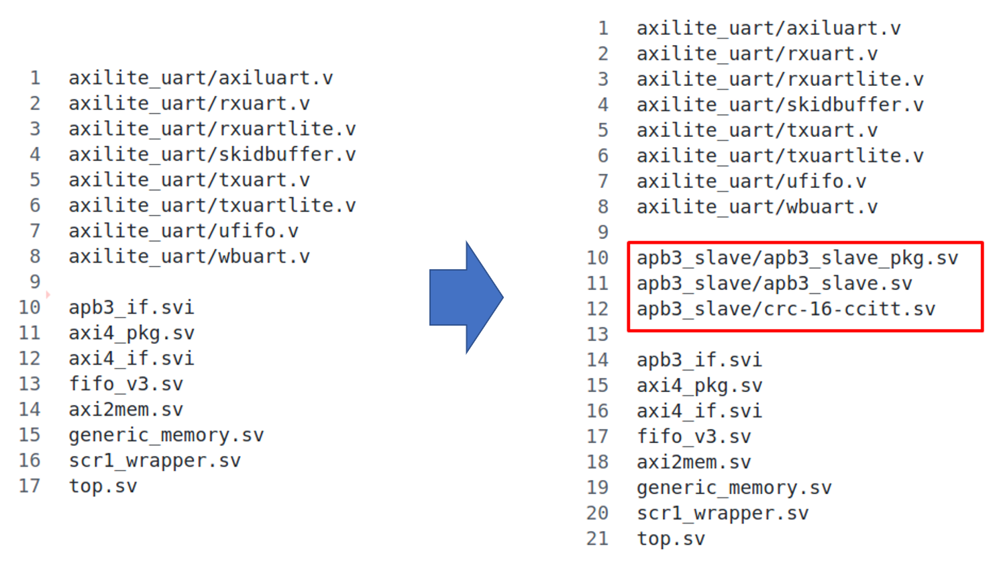 1 axilite_uart/axiluart.v
2 axilite_uart/rxuart.v
3 axilite_uart/rxuartlite.v
4 axilite_uart/skidbuffer.v
5 axilite_uart/txuart.v
6 axilite_uart/txuartlite.v
7 axilite_uart/ufifo.v
8 axilite_uart/wbuart.v
9
10 apb3_if.svi
11 axi4_pkg.sv
12 axi4_if.svi
13 fifo_v3.sv
14 axi2mem.sv
15 generic_memory.sv
16 scr1_wrapper.sv
17 top.sv
1 axilite_uart/axiluart.v
2 axilite_uart/rxuart.v
3 axilite_uart/rxuartlite.v
4 axilite_uart/skidbuffer.v
5 axilite_uart/txuart.v
6 axilite_uart/txuartlite.v
7 axilite_uart/ufifo.v
8 axilite_uart/wbuart.v
9
10 apb3_slave/apb3_slave_pkg.sv
11 apb3_slave/apb3_slave.sv
12 apb3_slave/crc-16-ccitt.sv
13
14 apb3_if.svi
15 axi4_pkg.sv
16 axi4_if.svi
17 fifo_v3.sv
18 axi2mem.sv
19 generic_memory.sv
20 scr1_wrapper.sv
21 top.sv